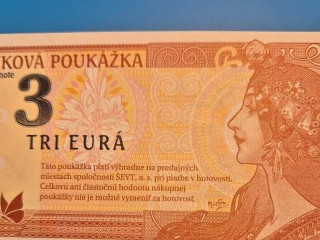 KOVÁ POUKÁŽKA
note
3
TRI EURÁ
Táto poukážka platí výhradne na predajných
miestach spoločnosti ŠEVT, a. s. pri platbe v hotovosti.
Celkovú ani čiastočnú hodnotu nákupnej
poukážky nie je možné vymeniť za hotovosť.